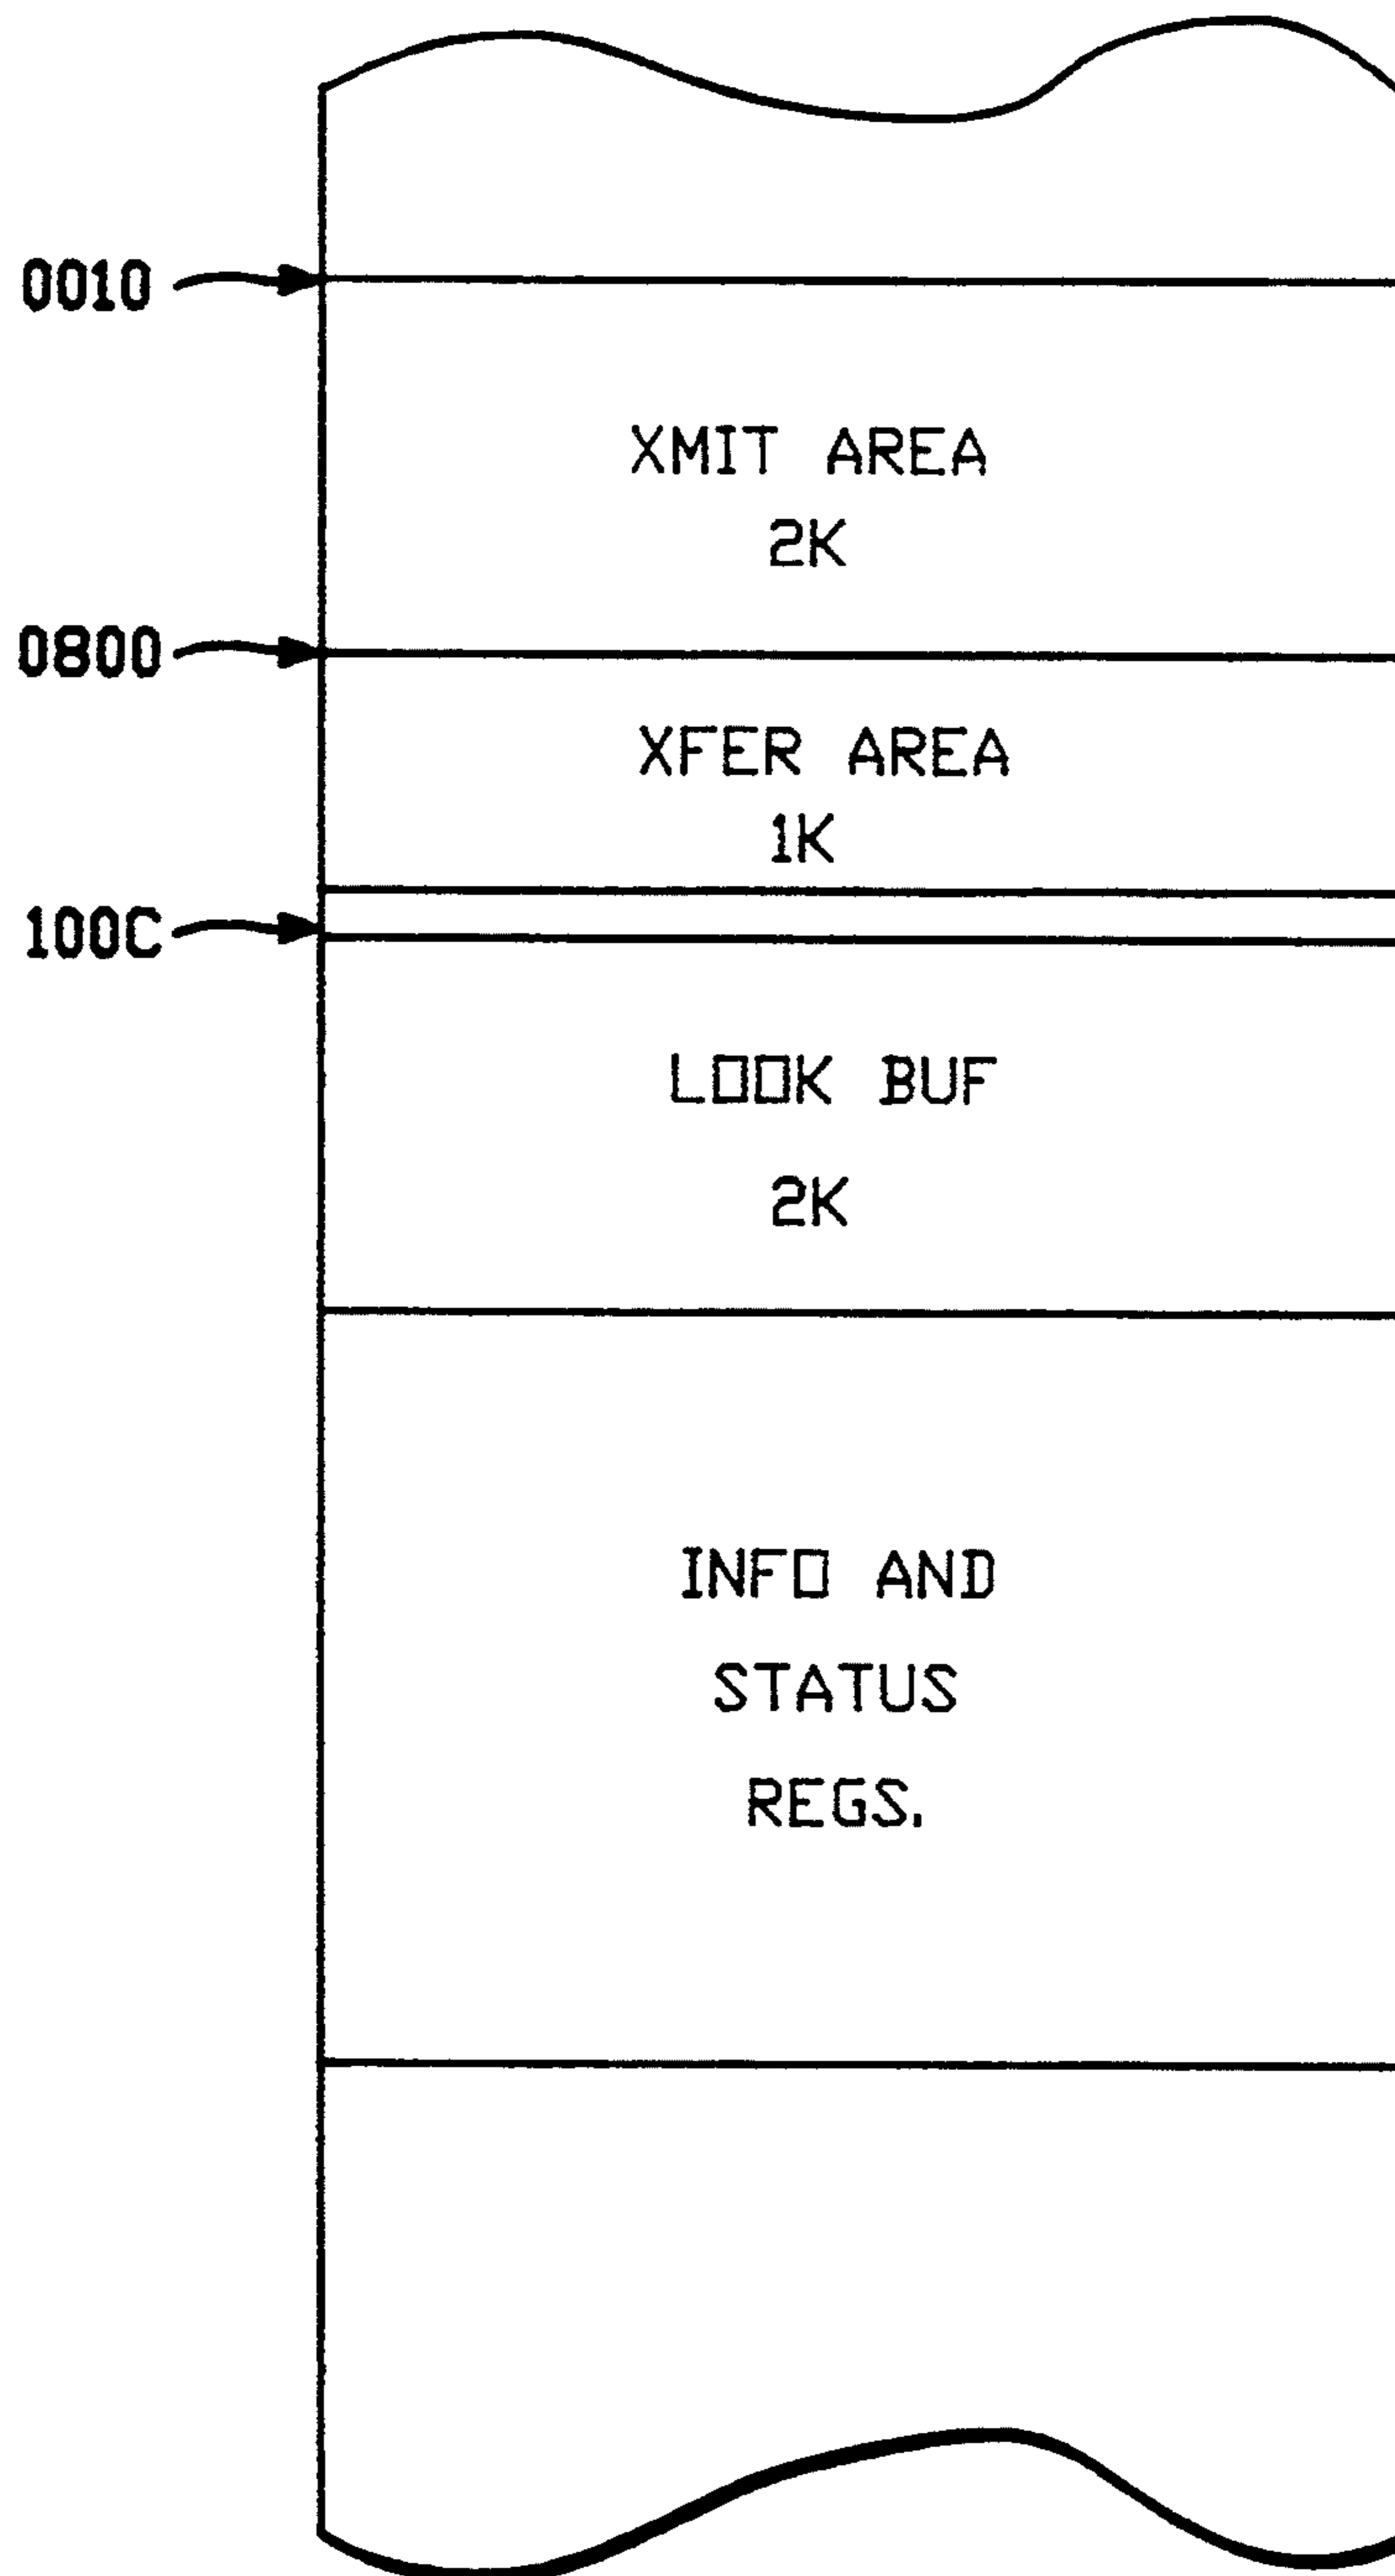 0010
XMIT AREA
2K
0800
XFER AREA
1K
100C
LOOK BUF
2K
INFO AND
STATUS
REGS.